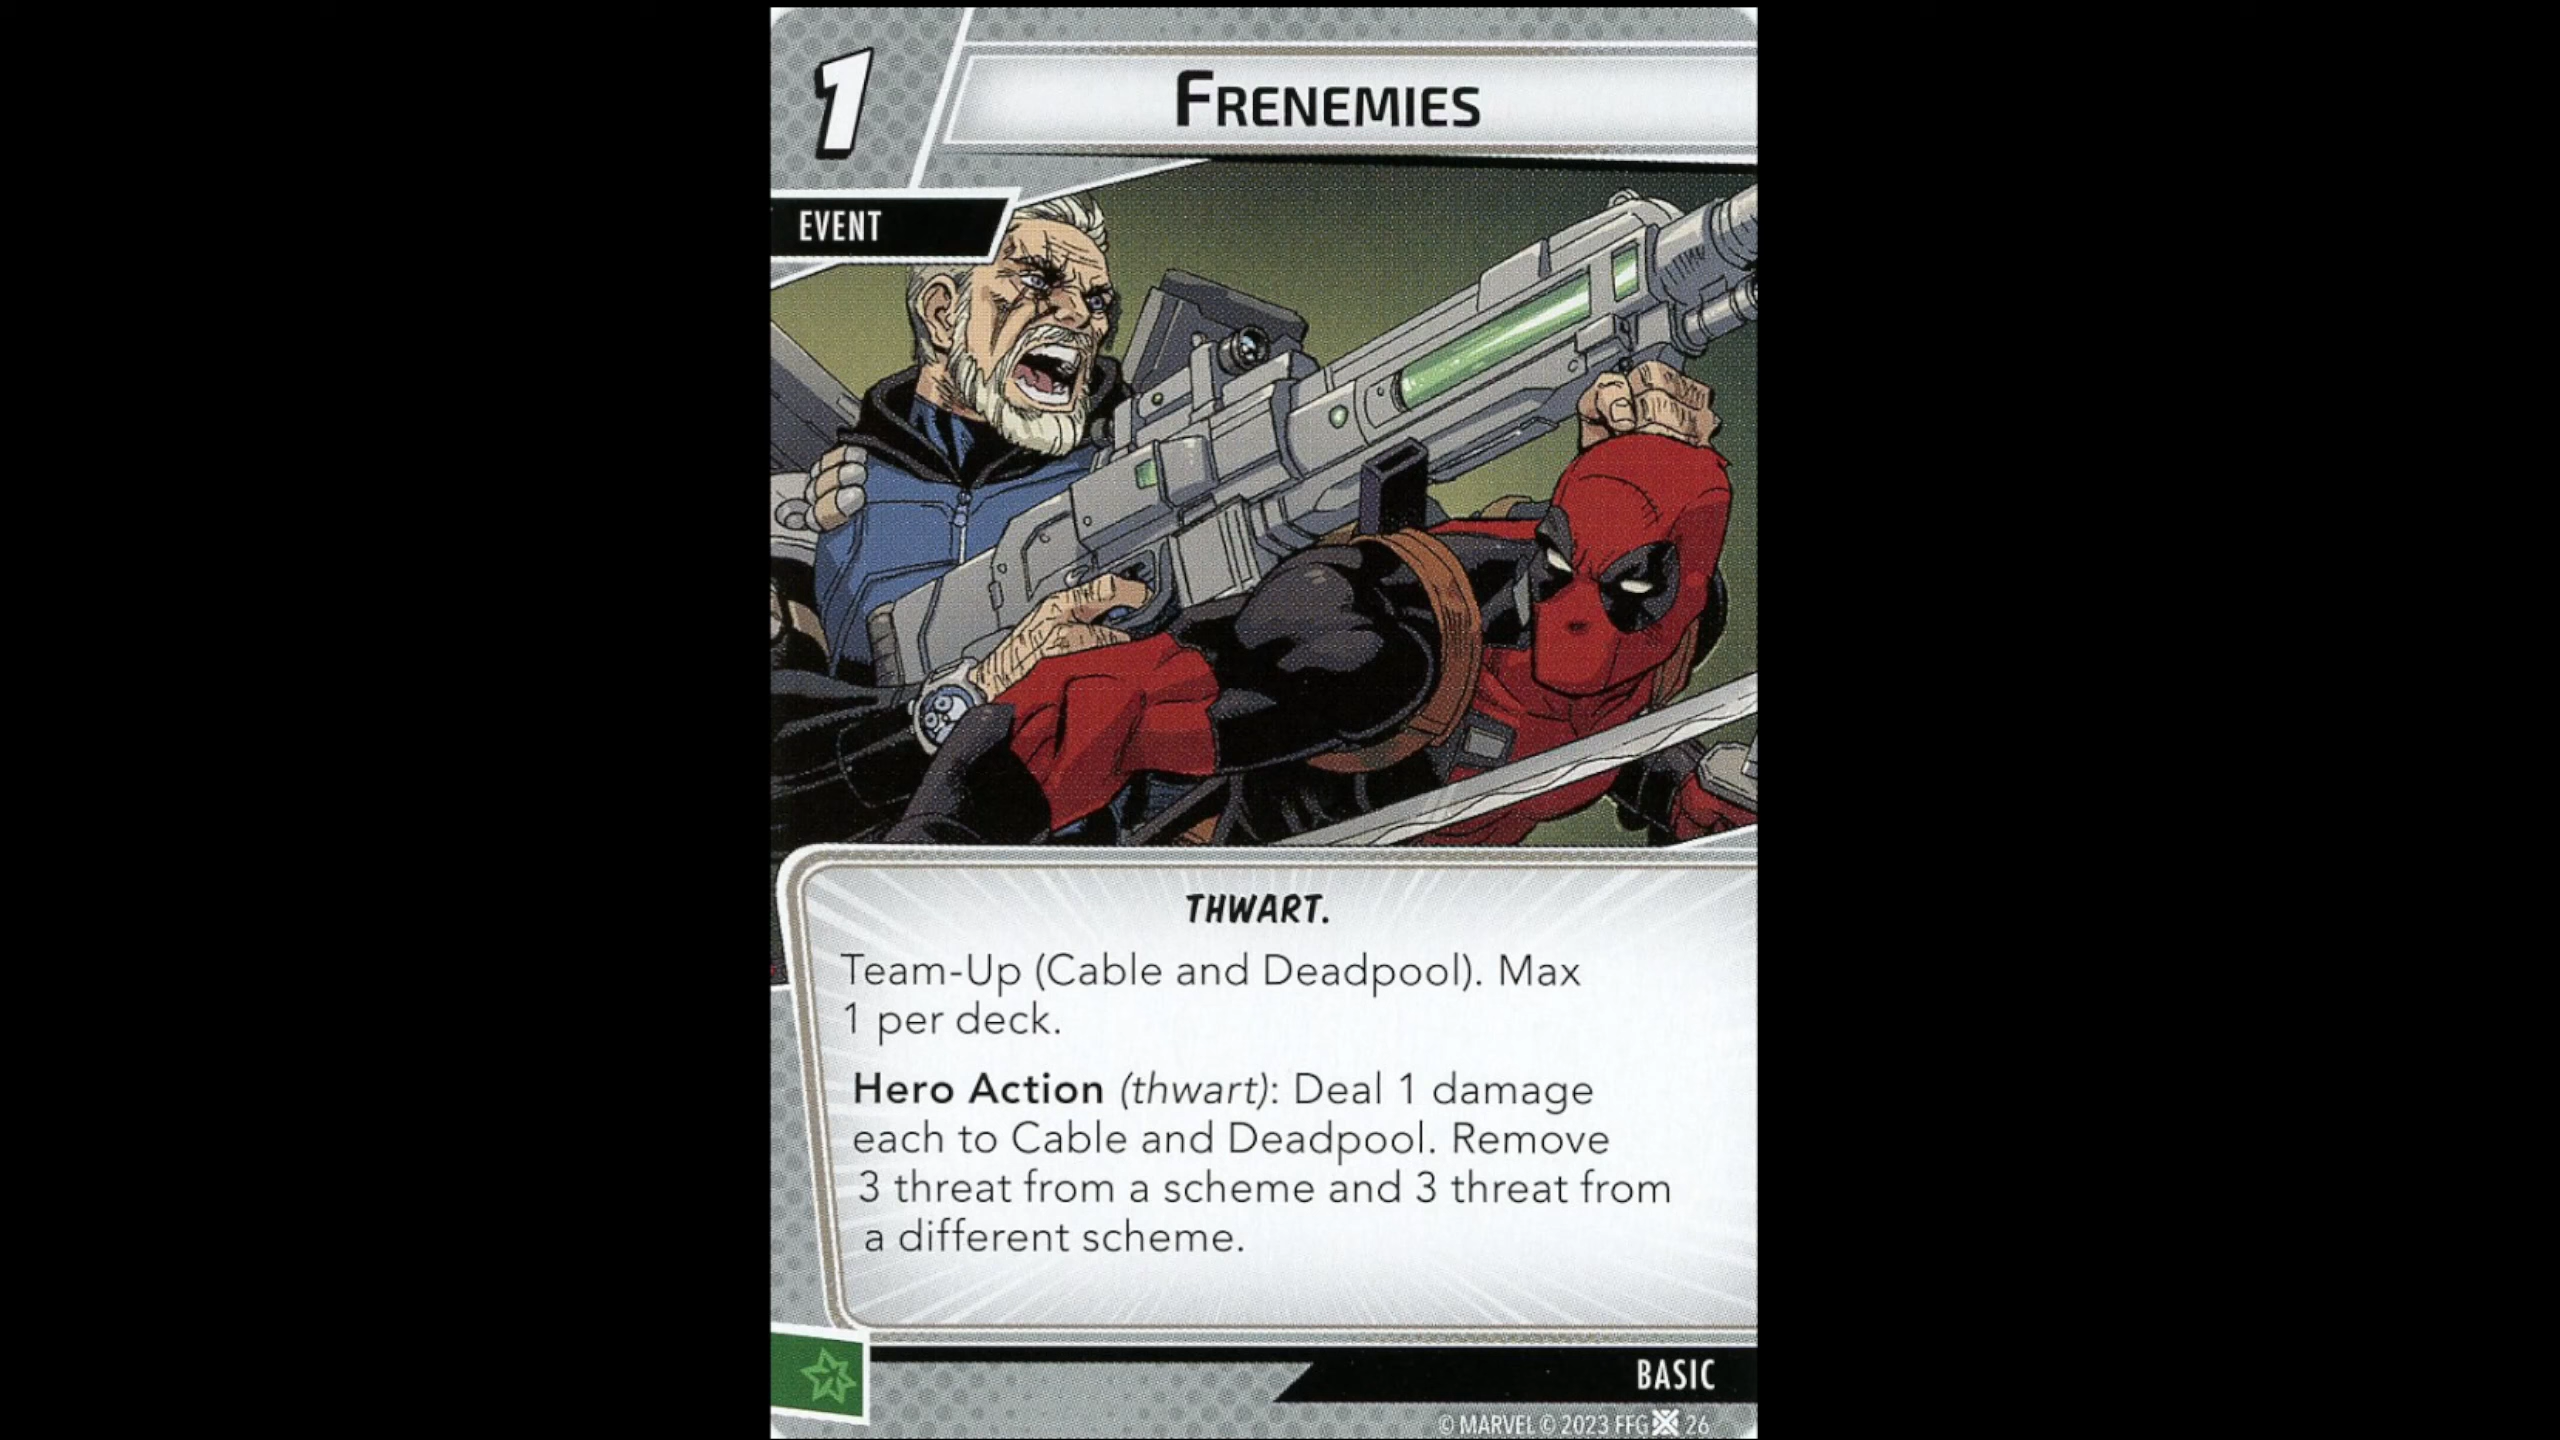 1
FRENEMIES
EVENT
THWART.
Team-Up (Cable and Deadpool). Max
1 per deck.
Hero Action (thwart): Deal 1 damage
each to Cable and Deadpool. Remove
3 threat from a scheme and 3 threat from
a different scheme.
BASIC
© MARVEL © 2023 FFG 26